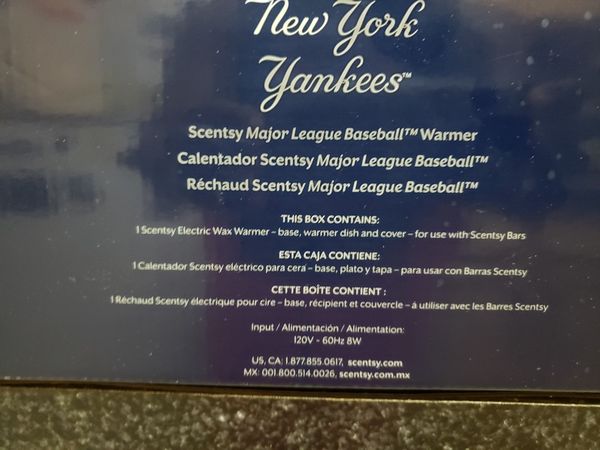 New York
Yankees™
Scentsy Major League Baseball™ Warmer
Calentador Scentsy Major League Baseball™
Réchaud Scentsy Major League Baseball™
THIS BOX CONTAINS:
1 Scentsy Electric Wax Warmer – base, warmer dish and cover – for use with Scentsy Bars
ESTA CAJA CONTIENE:
1 Calentador Scentsy eléctrico para cera – base, plato y tapa – para usar con Barras Scentsy
CETTE BOÎTE CONTIENT :
1 Réchaud Scentsy électrique pour cire – base, récipient et couvercle – à utiliser avec les Barres Scentsy
Input / Alimentación / Alimentation:
120V - 60Hz 8W
US, CA: 1.877.855.0617, scentsy.com
MX: 001.800.514.0026, scentsy.com.mx